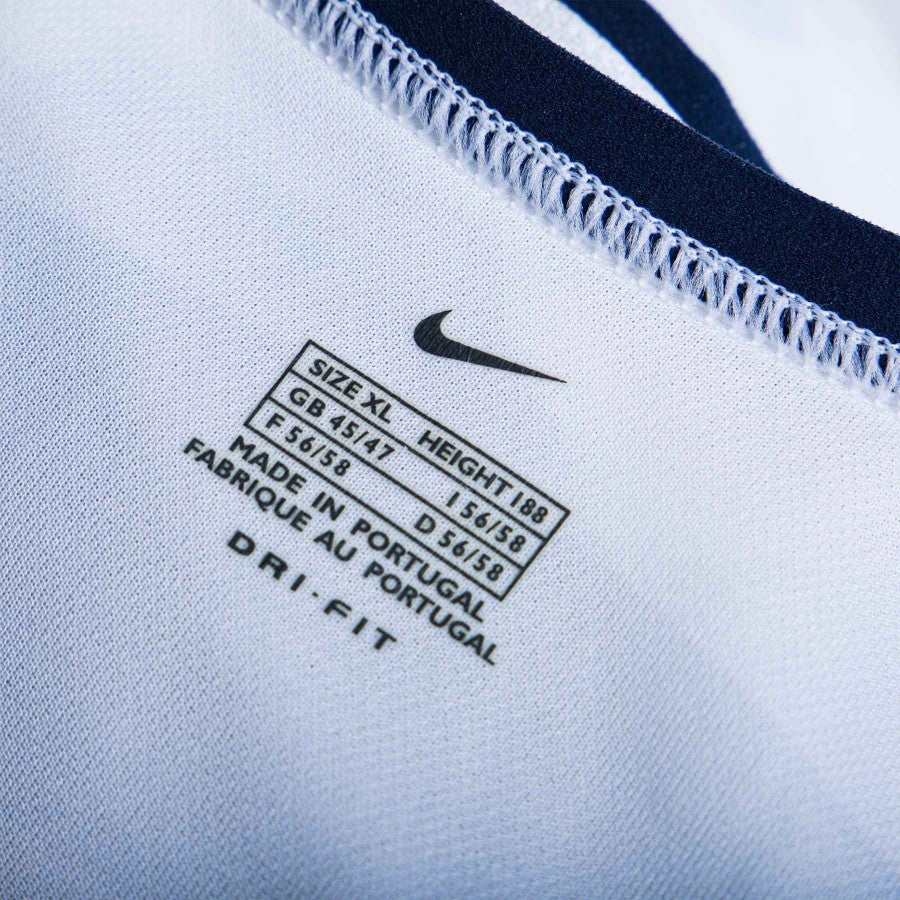 SIZE XL HEIGHT 188
GB 45/47 I 56/58
F 56/58 D 56/58
MADE IN PORTUGAL
FABRIQUE AU PORTUGAL
DRI·FIT